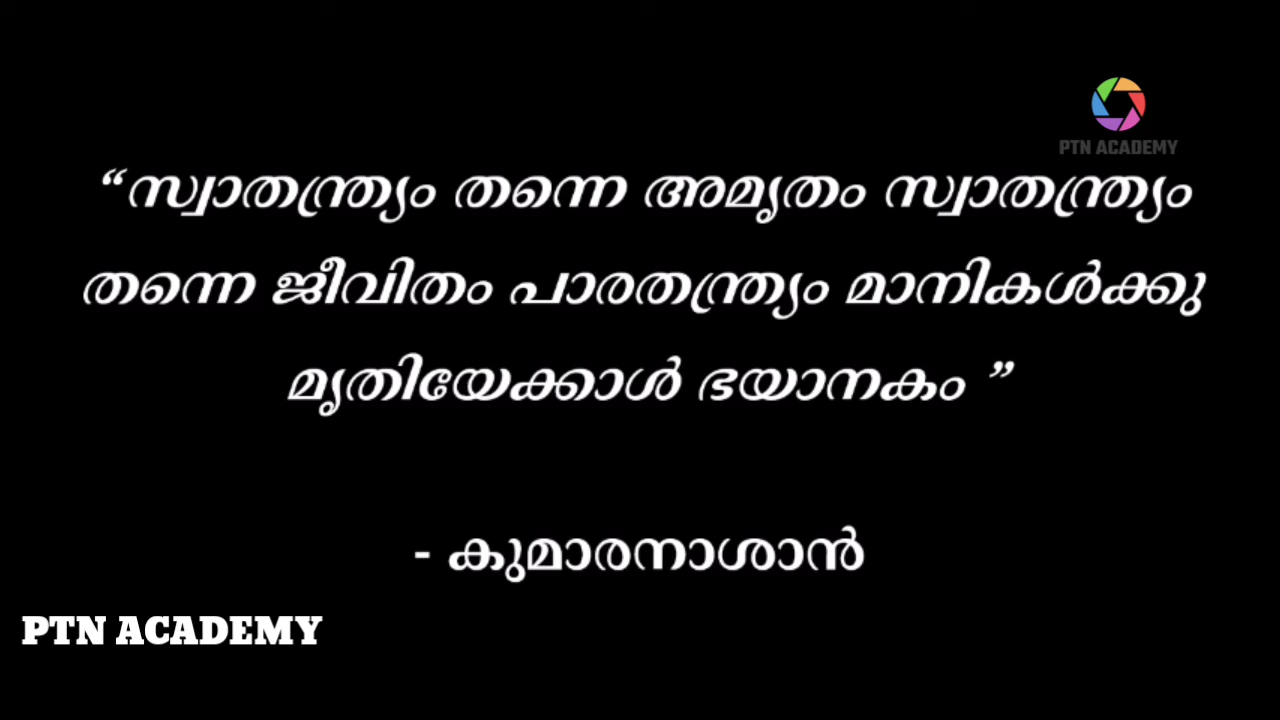 PTN ACADEMY
“സ്വാതന്ത്ര്യം തന്നെ അമൃതം സ്വാതന്ത്ര്യം
തന്നെ ജീവിതം പാരതന്ത്ര്യം മാനികൾക്കു
മൃതിയേക്കാൾ ഭയാനകം ”
- കുമാരനാശാൻ
PTN ACADEMY